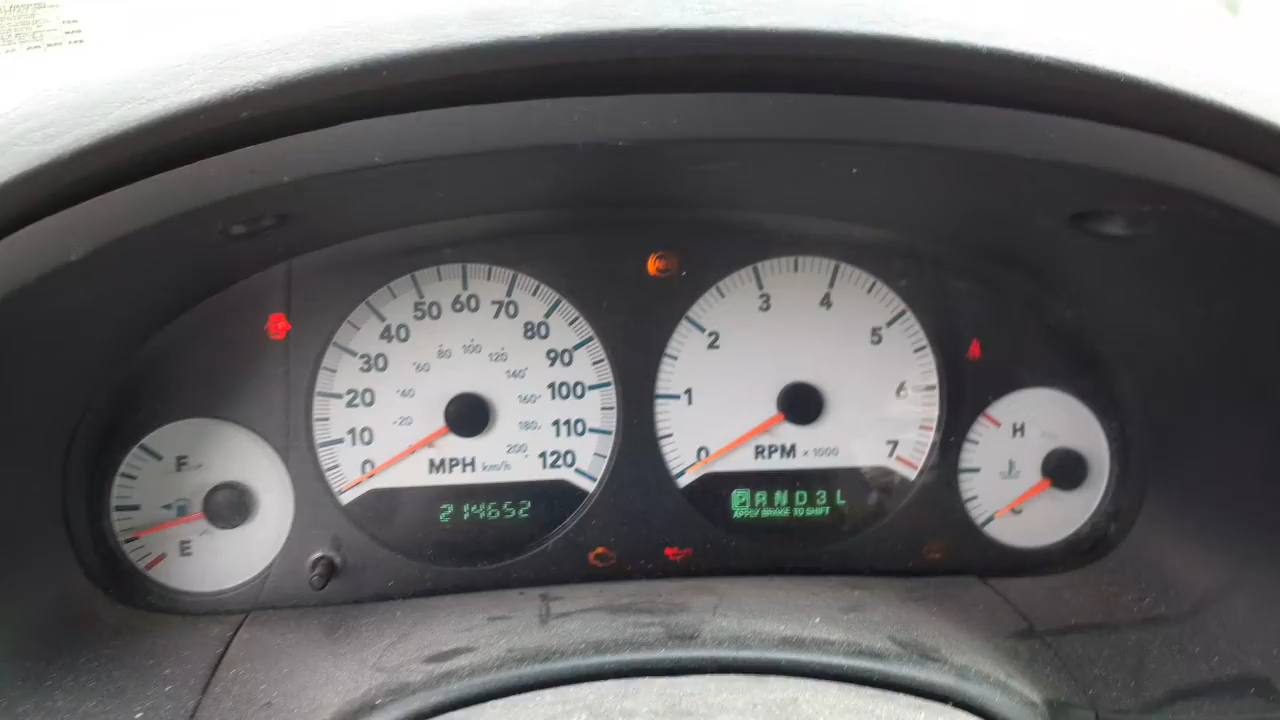 0 10 20 30 40 50 60 70 80 90 100 110 120
20 40 60 80 100 120 140 160 180 200
MPH km/h
214652
0 1 2 3 4 5 6 7
RPM × 1000
P R N D 3 L
APPLY BRAKE TO SHIFT
F
E
H
C